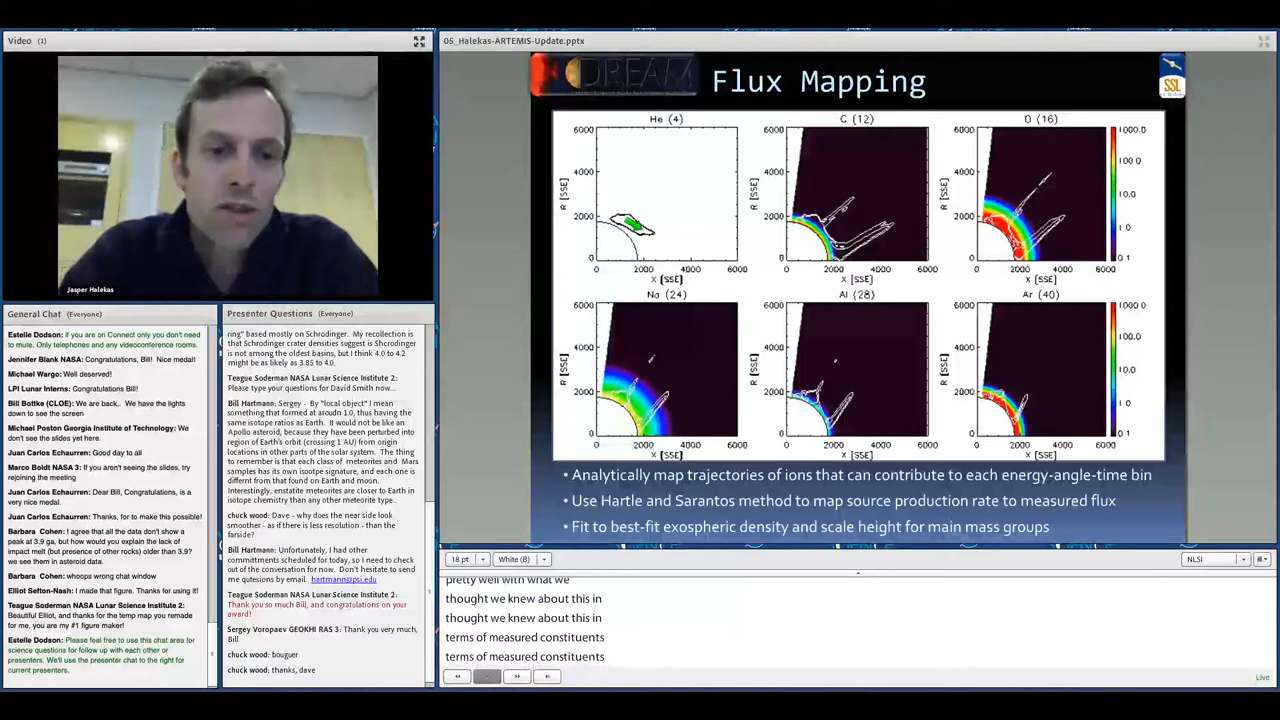 Video (1)
Jasper Halekas
General Chat (Everyone)
Estelle Dodson: if you are on Connect only you don't need
to mute. Only telephones and any videoconference rooms.
Jennifer Blank NASA: Congratulations, Bill! Nice medal!
Michael Wargo: Well deserved!
LPI Lunar Interns: Congratulations Bill!
Bill Bottke (CLOE): We are back,. We have the lights
down to see the screen
Michael Poston Georgia Institute of Technology: We
don't see the slides yet here.
Juan Carlos Echaurren: Good day to all
Marco Boldt NASA 3: If you aren't seeing the slides, try
rejoining the meeting
Juan Carlos Echaurren: Dear Bill, Congratulations, is a
very nice medal.
Juan Carlos Echaurren: Thanks, for to make this possible!
Barbara Cohen: I agree that all the data don't show a
peak at 3.9 ga, but how would you explain the lack of
impact melt (but presence of other rocks) older than 3.9?
we do see them in asteroid data.
Barbara Cohen: whoops wrong chat window
Elliot Sefton-Nash: I made that figure. Thanks for using it!
Teague Soderman NASA Lunar Science Institute 2:
Beautiful Elliot, and thanks for the temp map you remade
for me, you are my #1 figure maker!
Estelle Dodson: Please feel free to use this chat area for
science questions for follow up with each other or
presenters. We'll use the presenter chat to the right for
current presenters.
Presenter Questions (Everyone)
ring" based mostly on Schrodinger. My recollection is
that Schrodinger crater densities suggest is Shcrodinger
is not among the oldest basins, but I think 4.0 to 4.2
might be as likely as 3.85 to 4.0.
Teague Soderman NASA Lunar Science Institute 2:
Please type your questions for David Smith now...
Bill Hartmann: Sergey - By "local object" I mean
something that formed at aroudn 1.0, thus having the
same isotope ratios as Earth. It would not be like an
Apollo asteroid, because they have been perturbed into
region of Earth's orbit (crossing 1 AU) from origin
locations in other parts of the solar system. The thing
to remember is that each class of meteorites and Mars
samples has its own isotope signature, and each one is
differnt from that found on Earth and moon.
Interestingly, enstatite meteorites are closer to Earth in
isotope chemistry than any other meteorite type..
chuck wood: Dave - why does the near side look
smoother - as if there is less resolution - than the
farside?
Bill Hartmann: Unfortunately, I had other
committments scheduled for today, so I need to check
out of the conversation for now. Don't hesitate to send
me qutesions by email. hartmann@psi.edu
Teague Soderman NASA Lunar Science Institute 2:
Thank you so much Bill, and congratulations on your
award!
Sergey Voropaev GEOKHI RAS 3: Thank you very much,
Bill
chuck wood: bouguer
chuck wood: thanks, dave
05_Halekas-ARTEMIS-Update.pptx
DREAM
Flux Mapping
SSL
He (4)
C (12)
O (16)
Na (24)
Al (28)
Ar (40)
R [SSE]
X [SSE]
0 2000 4000 6000
1000.0
100.0
10.0
1.0
0.1
• Analytically map trajectories of ions that can contribute to each energy-angle-time bin
• Use Hartle and Sarantos method to map source production rate to measured flux
• Fit to best-fit exospheric density and scale height for main mass groups
18 pt
White (B)
NLSI
pretty well with what we
thought we knew about this in
thought we knew about this in
terms of measured constituents
terms of measured constituents
Live